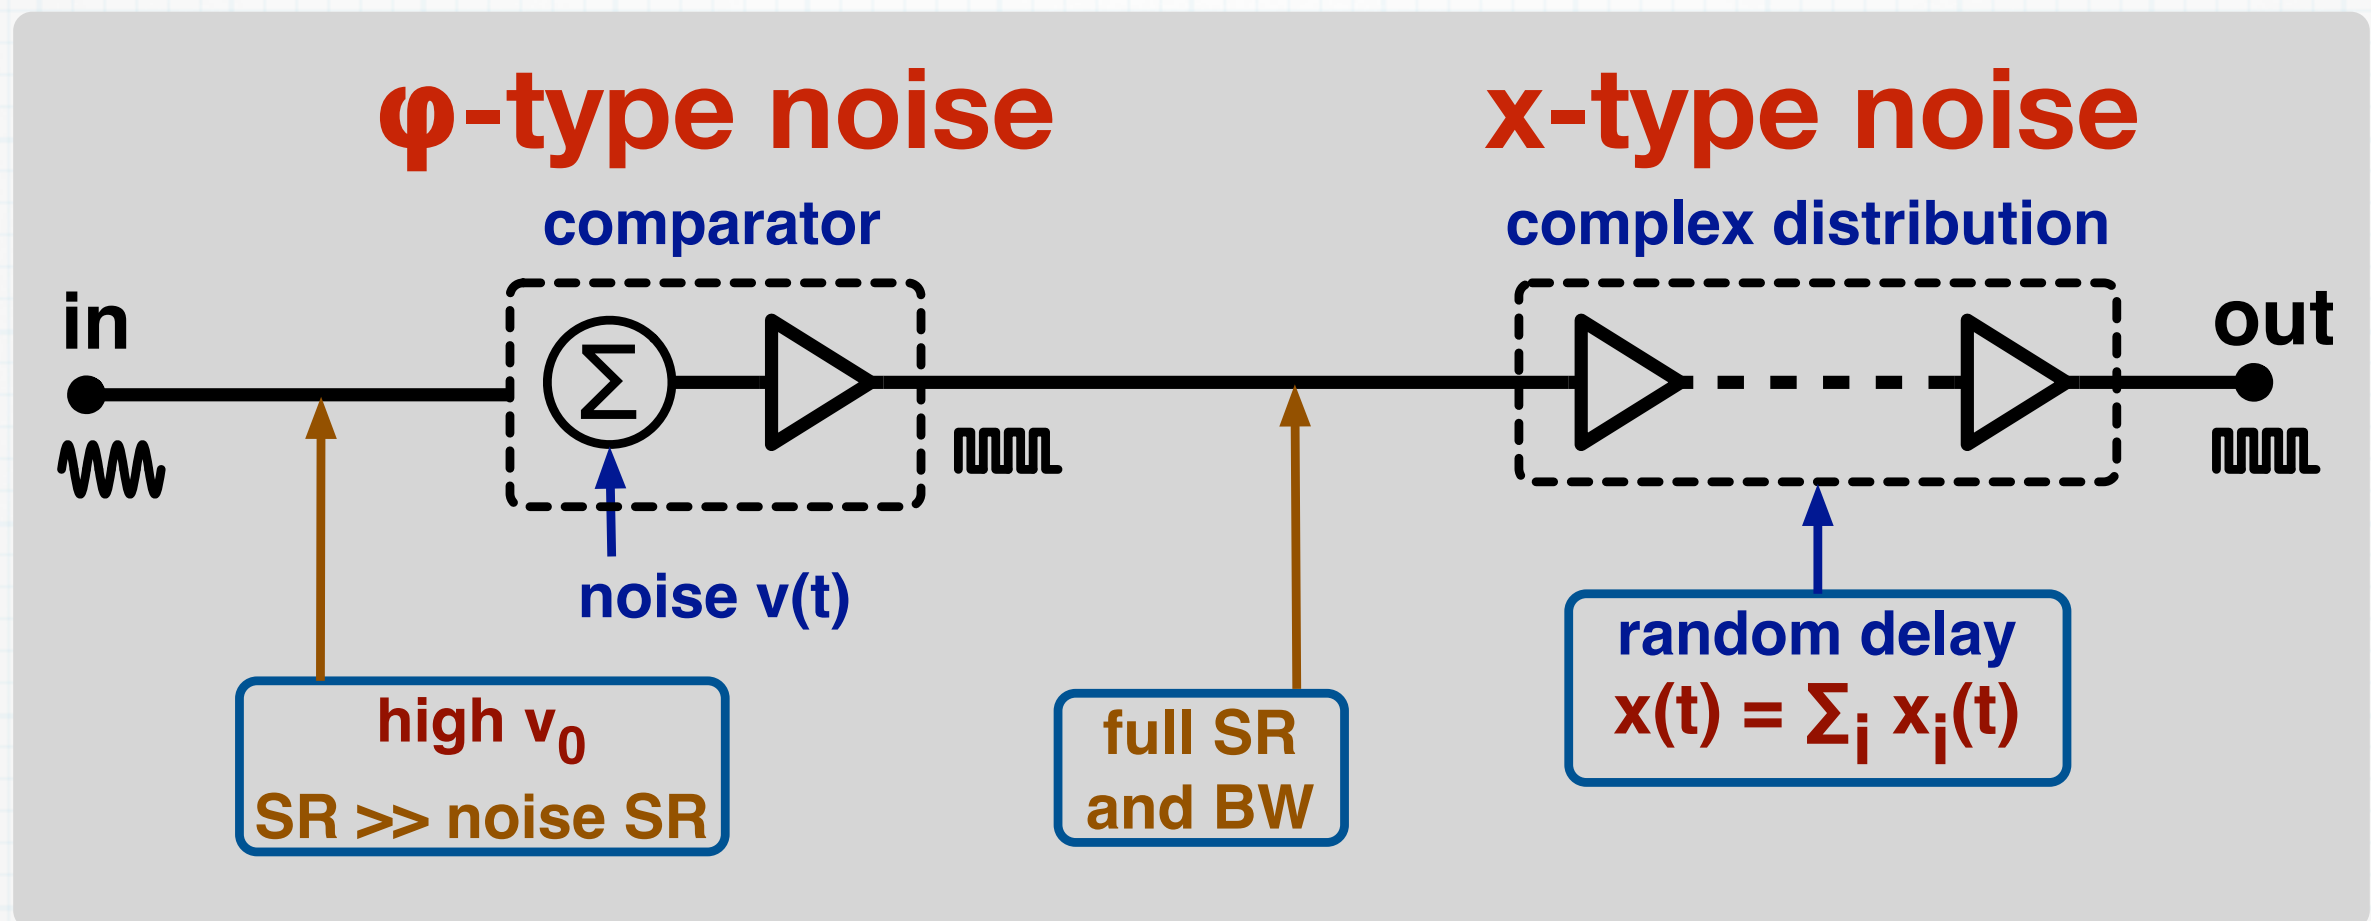 φ-type noise
x-type noise
comparator
complex distribution
in
out
Σ
noise v(t)
high v₀
SR >> noise SR
full SR
and BW
random delay
x(t) = Σᵢ xᵢ(t)